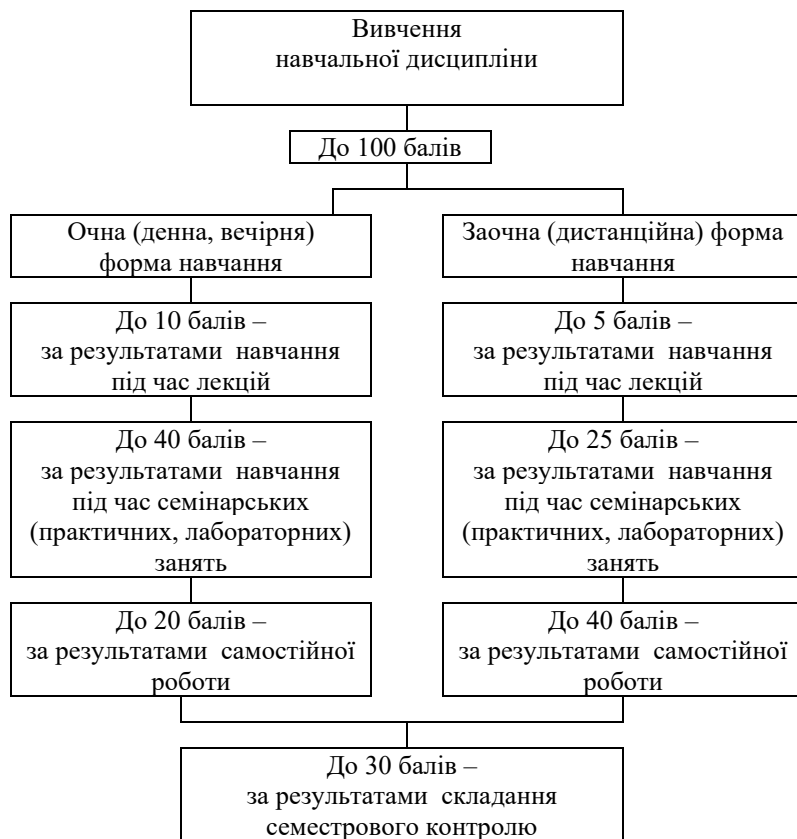 Вивчення
навчальної дисципліни
До 100 балів
Очна (денна, вечірня)
форма навчання
До 10 балів –
за результатами навчання
під час лекцій
До 40 балів –
за результатами навчання
під час семінарських
(практичних, лабораторних)
занять
До 20 балів –
за результатами самостійної
роботи
Заочна (дистанційна) форма
навчання
До 5 балів –
за результатами навчання
під час лекцій
До 25 балів –
за результатами навчання
під час семінарських
(практичних, лабораторних)
занять
До 40 балів –
за результатами самостійної
роботи
До 30 балів –
за результатами складання
семестрового контролю